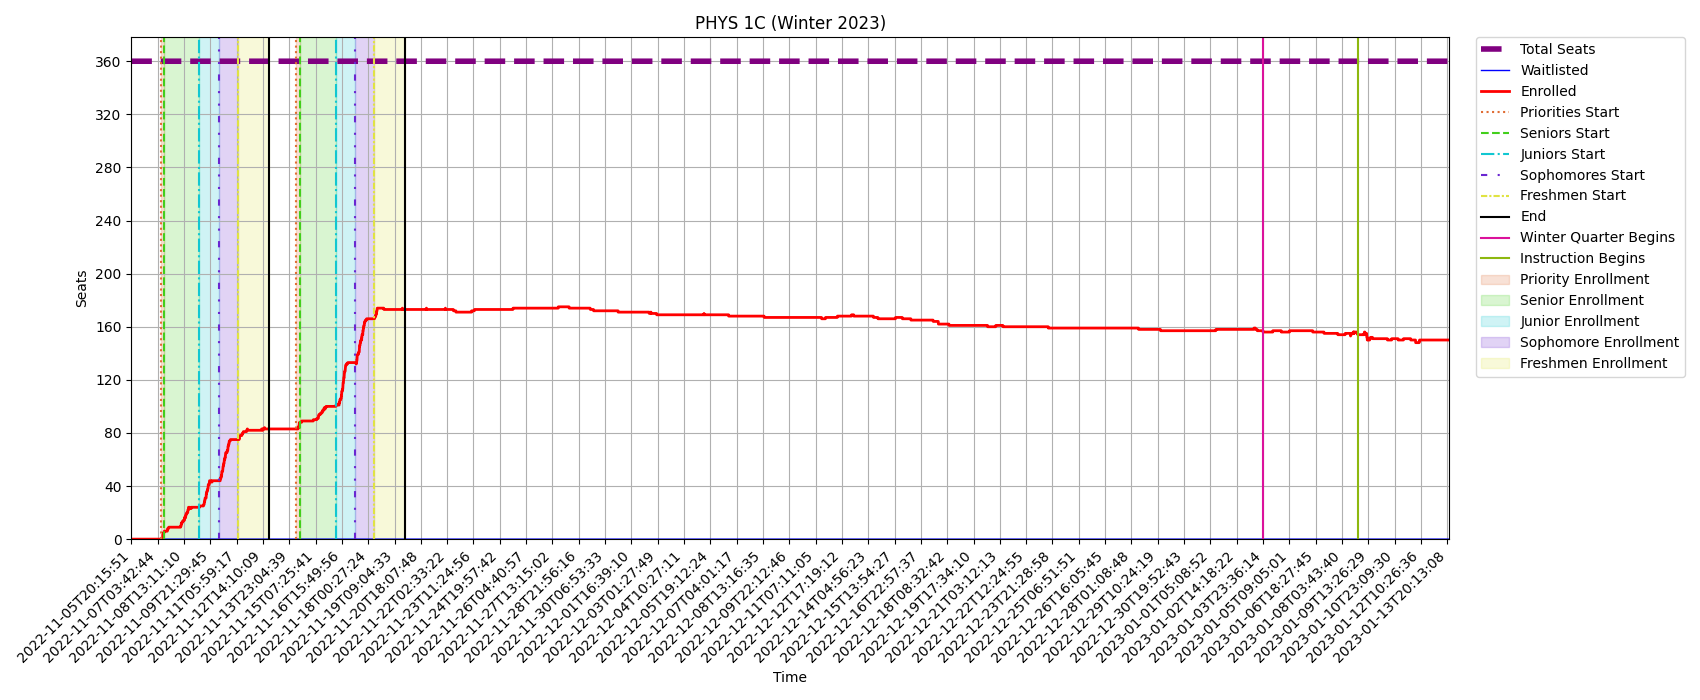 PHYS 1C (Winter 2023)
Seats
360
320
280
240
200
160
120
80
40
0
2022-11-05T20:15:51
2022-11-07T03:42:44
2022-11-08T13:11:10
2022-11-09T21:29:45
2022-11-11T05:59:17
2022-11-12T14:10:09
2022-11-13T23:04:39
2022-11-15T07:25:41
2022-11-16T15:49:56
2022-11-18T00:27:24
2022-11-19T09:04:33
2022-11-20T18:07:48
2022-11-22T02:33:22
2022-11-23T11:24:56
2022-11-24T19:57:42
2022-11-26T04:40:57
2022-11-27T13:15:02
2022-11-28T21:56:16
2022-11-30T06:53:33
2022-12-01T16:39:10
2022-12-03T01:27:49
2022-12-04T10:27:11
2022-12-05T19:12:24
2022-12-07T04:01:17
2022-12-08T13:16:35
2022-12-09T22:12:46
2022-12-11T07:11:05
2022-12-12T17:19:12
2022-12-14T04:56:23
2022-12-15T13:54:27
2022-12-16T22:57:37
2022-12-18T08:32:42
2022-12-19T17:34:10
2022-12-21T03:12:13
2022-12-22T12:24:55
2022-12-23T21:28:58
2022-12-25T06:51:51
2022-12-26T16:05:45
2022-12-28T01:08:48
2022-12-29T10:24:19
2022-12-30T19:52:43
2023-01-01T05:08:52
2023-01-02T14:18:22
2023-01-03T23:36:14
2023-01-05T09:05:01
2023-01-06T18:27:45
2023-01-08T03:43:40
2023-01-09T13:26:29
2023-01-10T23:09:30
2023-01-12T10:26:36
2023-01-13T20:13:08
Time
Total Seats
Waitlisted
Enrolled
Priorities Start
Seniors Start
Juniors Start
Sophomores Start
Freshmen Start
End
Winter Quarter Begins
Instruction Begins
Priority Enrollment
Senior Enrollment
Junior Enrollment
Sophomore Enrollment
Freshmen Enrollment